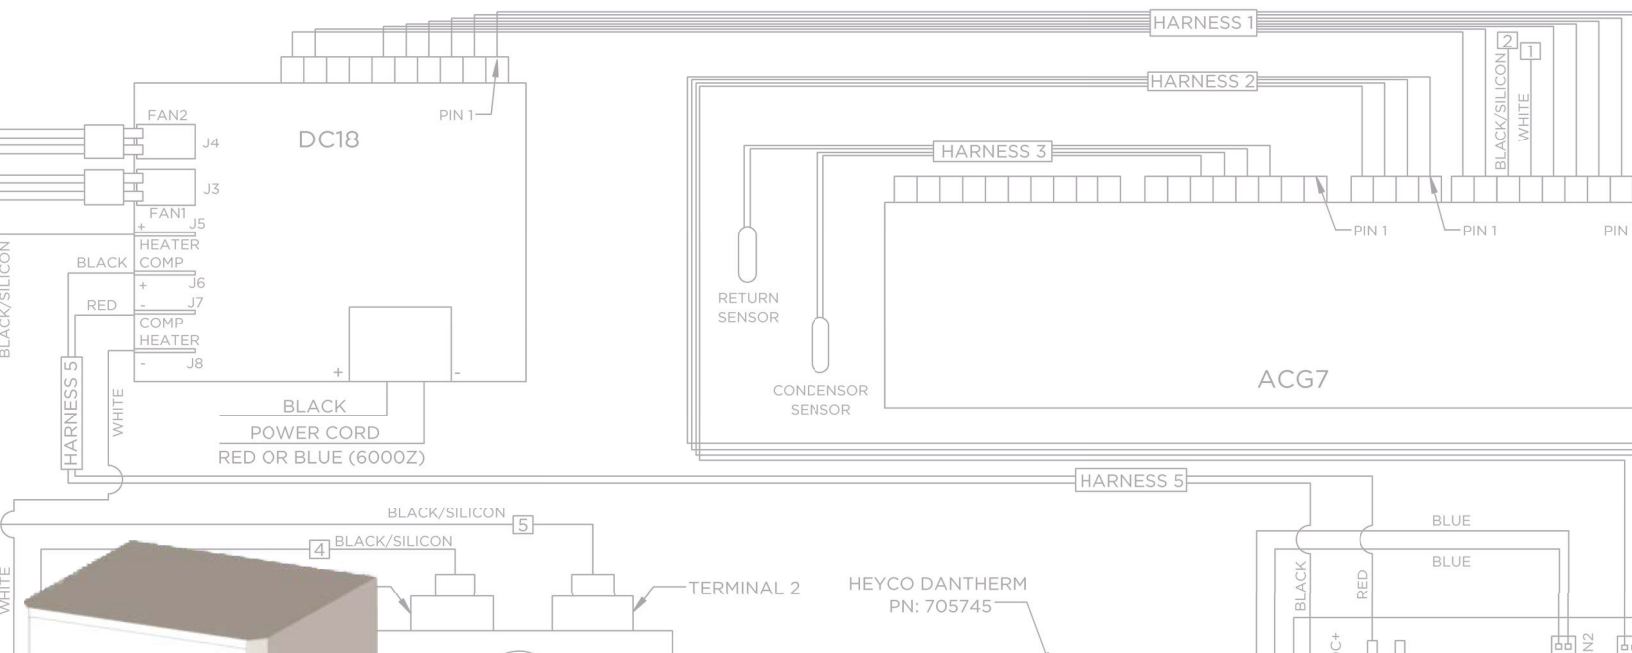 HARNESS 1
2
1
BLACK/SILICON
WHITE
HARNESS 2
PIN 1
FAN2
DC18
J4
HARNESS 3
J3
FAN1
+
J5
HEATER
BLACK/SILICON
BLACK
COMP
+
J6
-
J7
RED
COMP
HEATER
-
J8
HARNESS 5
WHITE
+
-
BLACK
POWER CORD
RED OR BLUE (6000Z)
RETURN
SENSOR
CONDENSOR
SENSOR
PIN 1
PIN 1
PIN
ACG7
HARNESS 5
BLACK/SILICON
5
4
BLACK/SILICON
WHITE
TERMINAL 2
HEYCO DANTHERM
PN: 705745
BLUE
BLUE
BLACK
RED
C+
N2